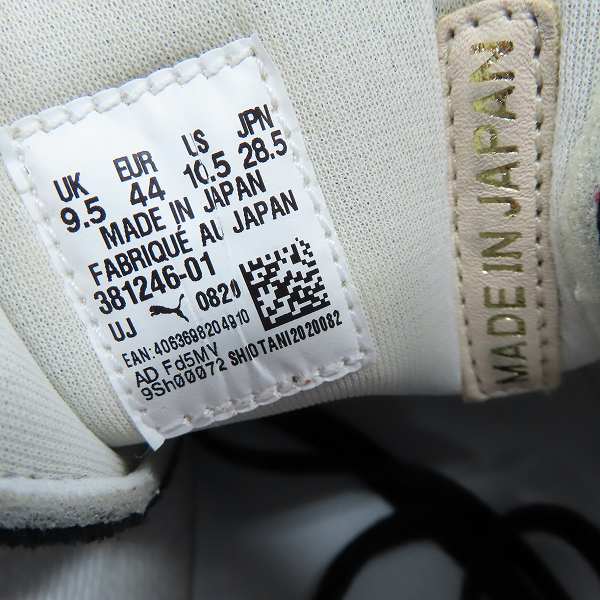 UK EUR US JPN
9.5 44 10.5 28.5
MADE IN JAPAN
FABRIQUÉ AU JAPAN
381246-01
UJ 0820
EAN:4063698204910
AD Fd5MV
9Sh00072 SHIOTANI2020082
MADE IN JAPAN